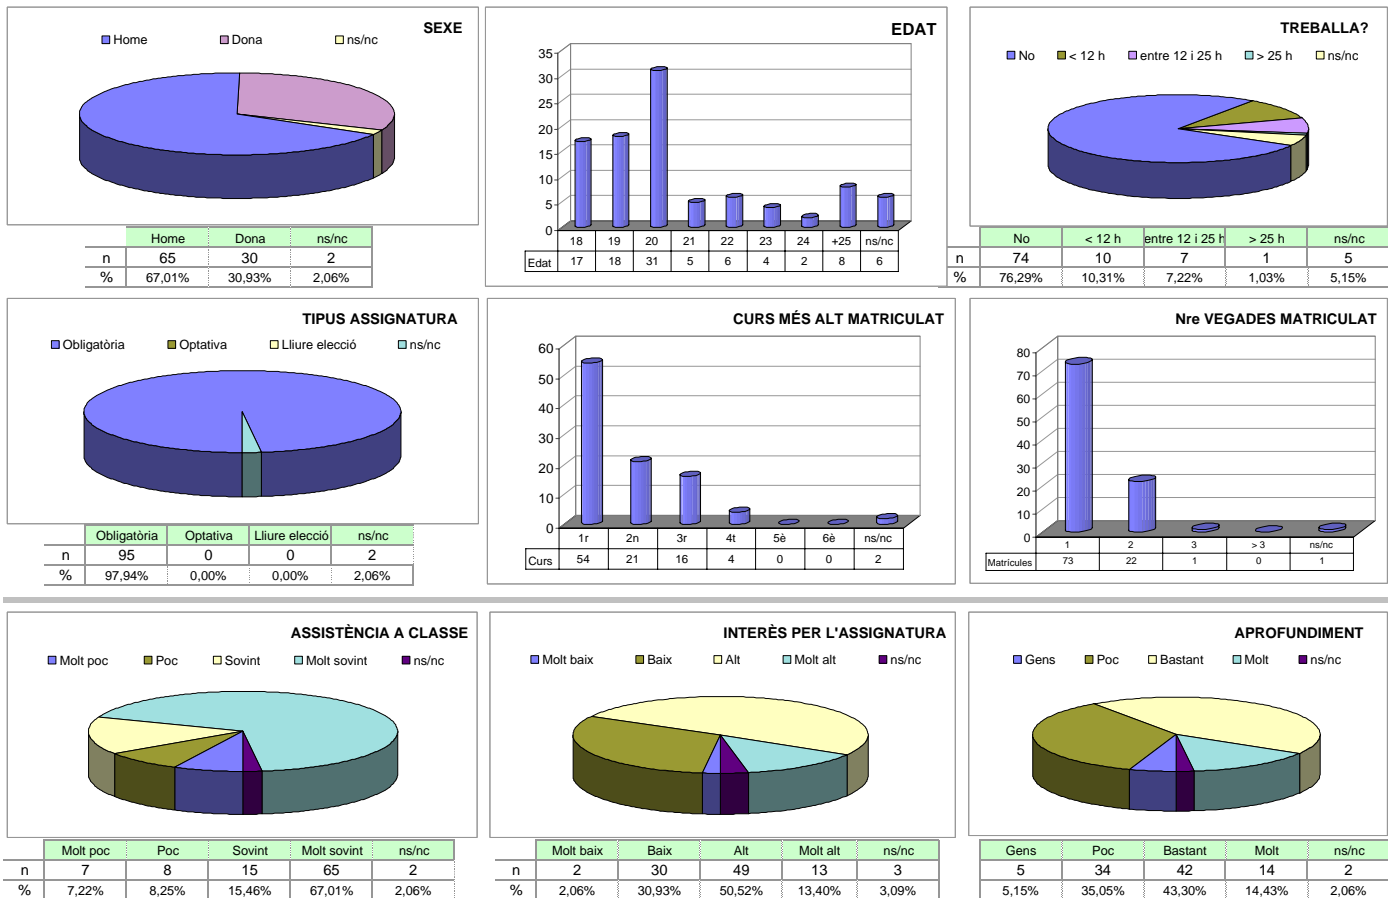 SEXE
Home Dona ns/nc
Home Dona ns/nc
n 65 30 2
% 67,01% 30,93% 2,06%
EDAT
35
30
25
20
15
10
5
0
18 19 20 21 22 23 24 +25 ns/nc
Edat 17 18 31 5 6 4 2 8 6
TREBALLA?
No < 12 h entre 12 i 25 h > 25 h ns/nc
No < 12 h entre 12 i 25 h > 25 h ns/nc
n 74 10 7 1 5
% 76,29% 10,31% 7,22% 1,03% 5,15%
TIPUS ASSIGNATURA
Obligatòria Optativa Lliure elecció ns/nc
Obligatòria Optativa Lliure elecció ns/nc
n 95 0 0 2
% 97,94% 0,00% 0,00% 2,06%
CURS MÉS ALT MATRICULAT
60
50
40
30
20
10
0
1r 2n 3r 4t 5è 6è ns/nc
Curs 54 21 16 4 0 0 2
Nre VEGADES MATRICULAT
80
70
60
50
40
30
20
10
0
1 2 3 > 3 ns/nc
Matrícules 73 22 1 0 1
ASSISTÈNCIA A CLASSE
Molt poc Poc Sovint Molt sovint ns/nc
Molt poc Poc Sovint Molt sovint ns/nc
n 7 8 15 65 2
% 7,22% 8,25% 15,46% 67,01% 2,06%
INTERÈS PER L'ASSIGNATURA
Molt baix Baix Alt Molt alt ns/nc
Molt baix Baix Alt Molt alt ns/nc
n 2 30 49 13 3
% 2,06% 30,93% 50,52% 13,40% 3,09%
APROFUNDIMENT
Gens Poc Bastant Molt ns/nc
Gens Poc Bastant Molt ns/nc
5 34 42 14 2
5,15% 35,05% 43,30% 14,43% 2,06%